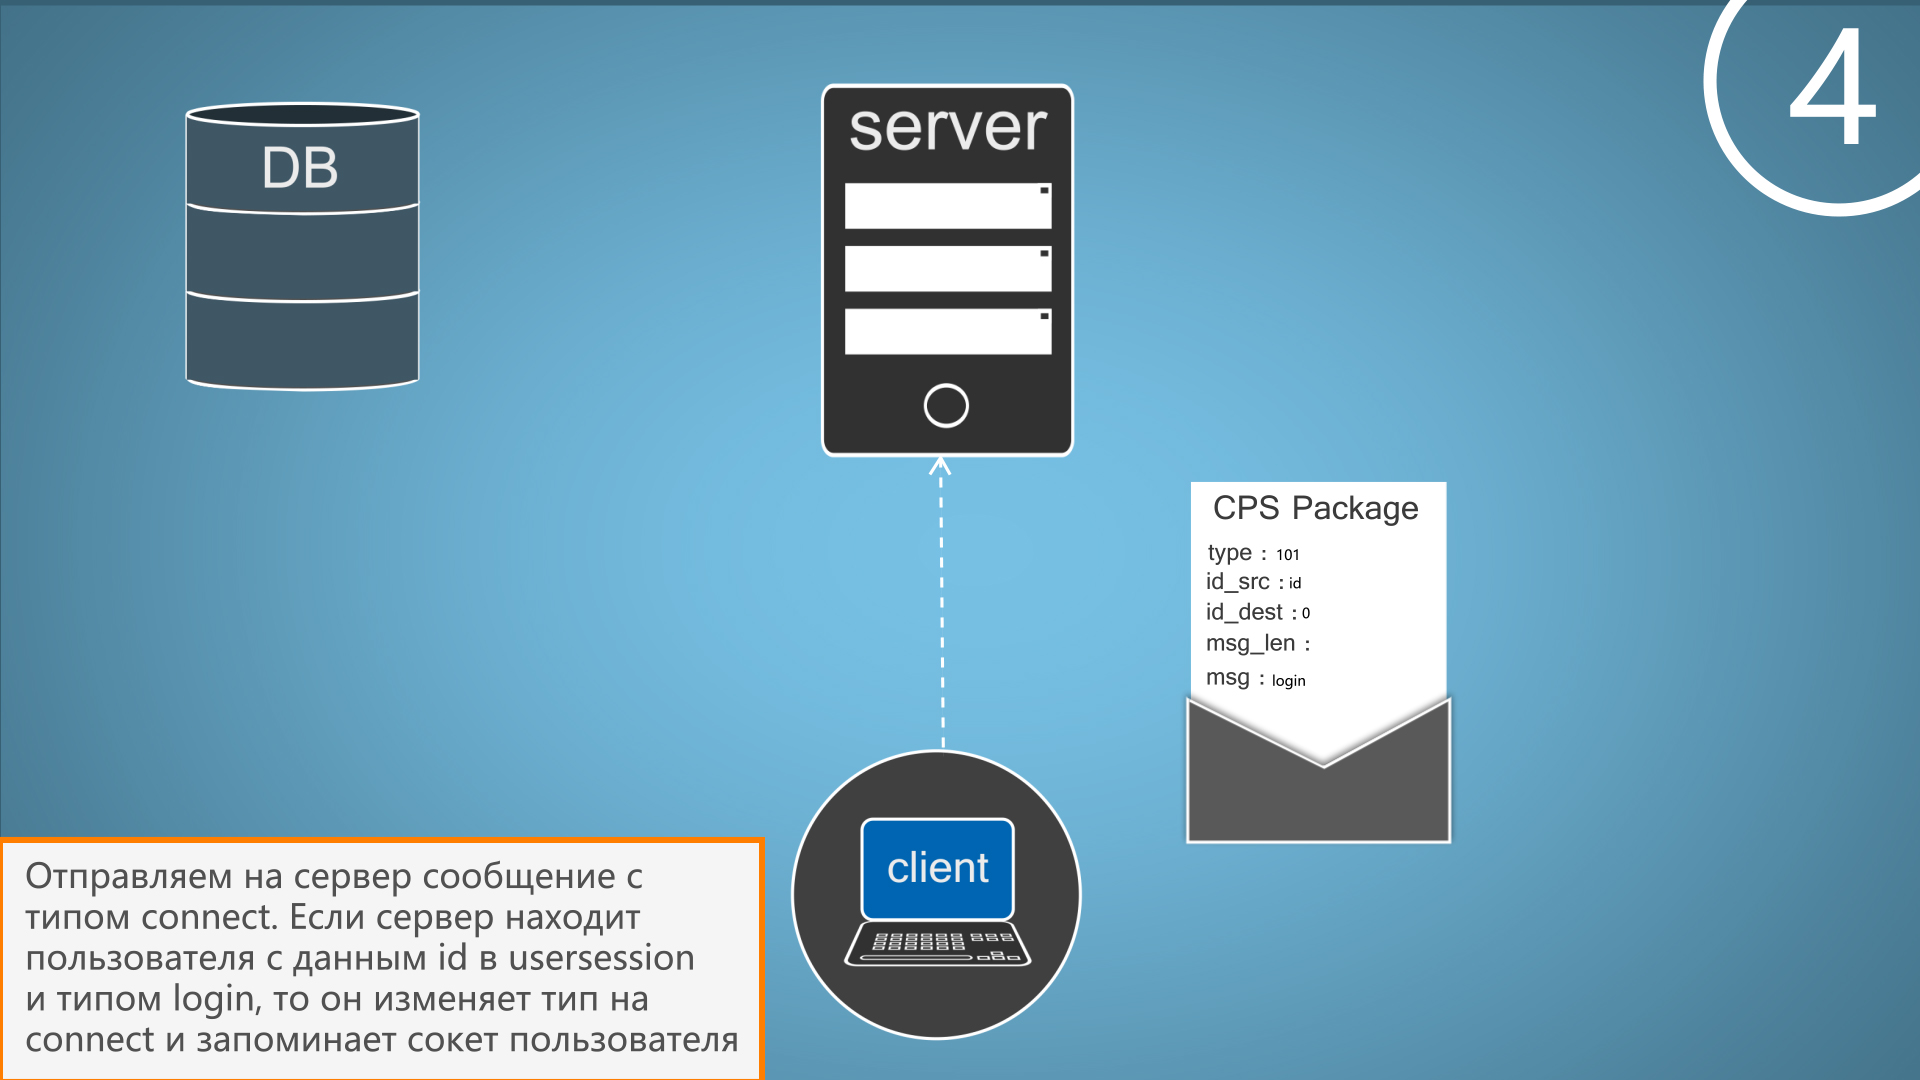 4
DB
server
CPS Package
type : 101
id_src : id
id_dest : 0
msg_len :
msg : login
client
Отправляем на сервер сообщение с
типом connect. Если сервер находит
пользователя с данным id в usersession
и типом login, то он изменяет тип на
connect и запоминает сокет пользователя